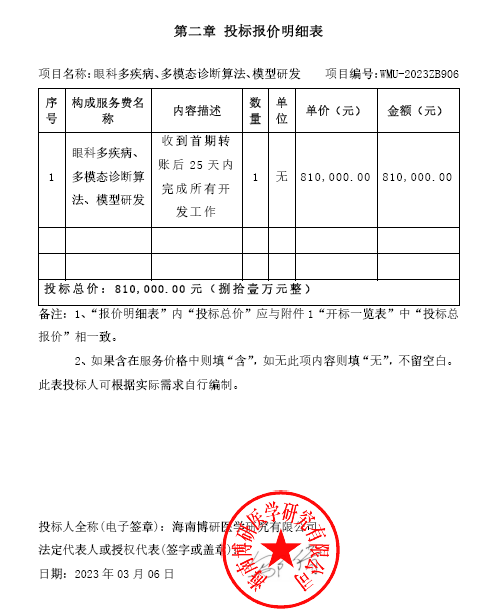 第二章 投标报价明细表
项目名称:眼科多疾病、多模态诊断算法、模型研发 项目编号:WMU-2023ZB906
序号 构成服务费名称 内容描述 数量 单位 单价（元） 金额（元）
1 眼科多疾病、多模态诊断算法、模型研发 收到首期转账后25天内完成所有开发工作 1 无 810,000.00 810,000.00
投标总价: 810,000.00 元（捌拾壹万元整）
备注: 1、“报价明细表”内“投标总价”应与附件1“开标一览表”中“投标总
报价”相一致。
2、如果含在服务价格中则填“含”，如无此项内容则填“无”，不留空白。
此表投标人可根据实际需求自行编制。
投标人全称(电子签章): 海南博研医学研究有限公司
法定代表人或授权代表(签字或盖章):
日期: 2023 年 03 月 06 日
海南博研医学研究有限公司